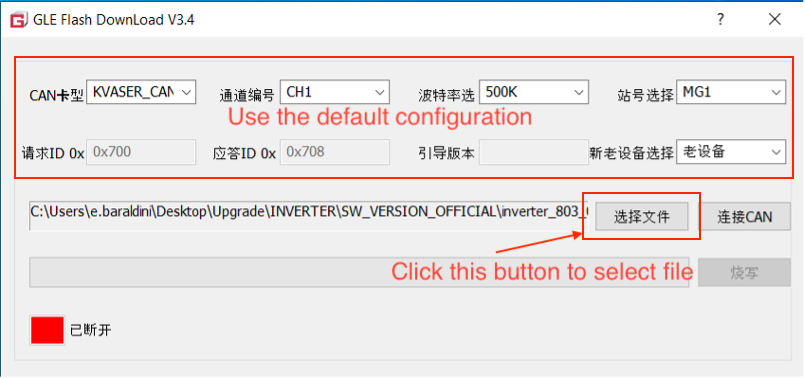 GLE Flash DownLoad V3.4
CAN卡型 KVASER_CAN 通道编号 CH1 波特率选 500K 站号选择 MG1
Use the default configuration
请求ID 0x 0x700 应答ID 0x 0x708 引导版本 新老设备选择 老设备
C:\Users\e.baraldini\Desktop\Upgrade\INVERTER\SW_VERSION_OFFICIAL\inverter_803_ 选择文件 连接CAN
Click this button to select file 烧写
已断开